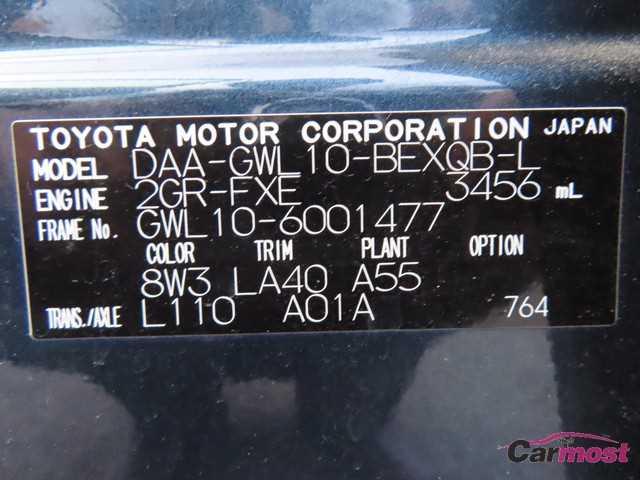 TOYOTA MOTOR CORPORATION JAPAN
MODEL DAA-GWL10-BEXQB-L
ENGINE 2GR-FXE 3456 mL
FRAME No. GWL10-6001477
COLOR TRIM PLANT OPTION
8W3 LA40 A55
TRANS./AXLE L110 A01A 764
Carmost